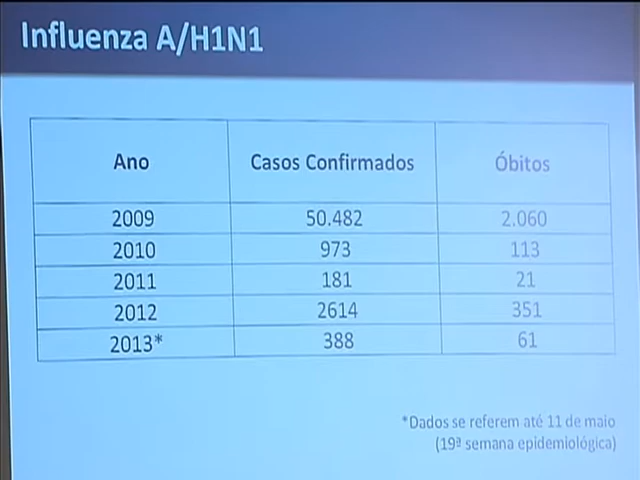 Influenza A/H1N1
Ano Casos Confirmados Óbitos
2009 50.482 2.060
2010 973 113
2011 181 21
2012 2614 351
2013* 388 61
*Dados se referem até 11 de maio
(19ª semana epidemiológica)